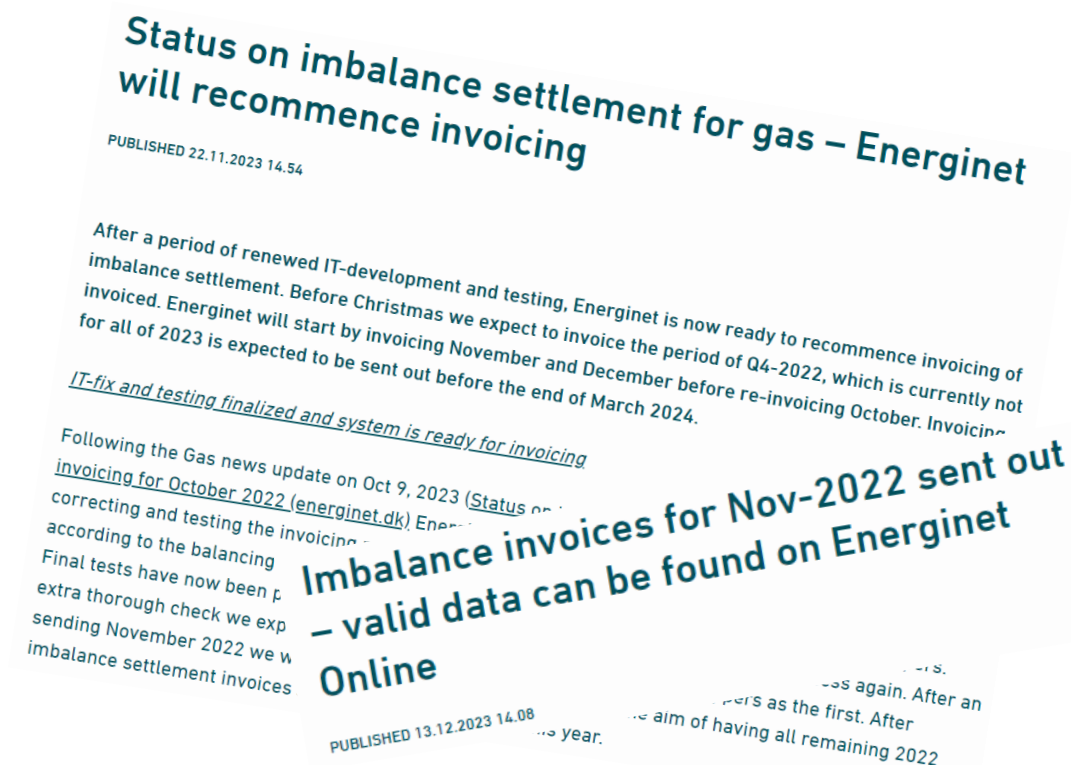 Status on imbalance settlement for gas – Energinet
will recommence invoicing
PUBLISHED 22.11.2023 14.54
After a period of renewed IT-development and testing, Energinet is now ready to recommence invoicing of
imbalance settlement. Before Christmas we expect to invoice the period of Q4-2022, which is currently not
invoiced. Energinet will start by invoicing November and December before re-invoicing October. Invoicing
for all of 2023 is expected to be sent out before the end of March 2024.
IT-fix and testing finalized and system is ready for invoicing
Following the Gas news update on Oct 9, 2023 (Status on
invoicing for October 2022 (energinet.dk) Ener
correcting and testing the invoicing
according to the balancing
Final tests have now been p
extra thorough check we exp
sending November 2022 we w
imbalance settlement invoices
Imbalance invoices for Nov-2022 sent out
– valid data can be found on Energinet
Online
PUBLISHED 13.12.2023 14.08
ers.
ss again. After an
pers as the first. After
aim of having all remaining 2022
year.